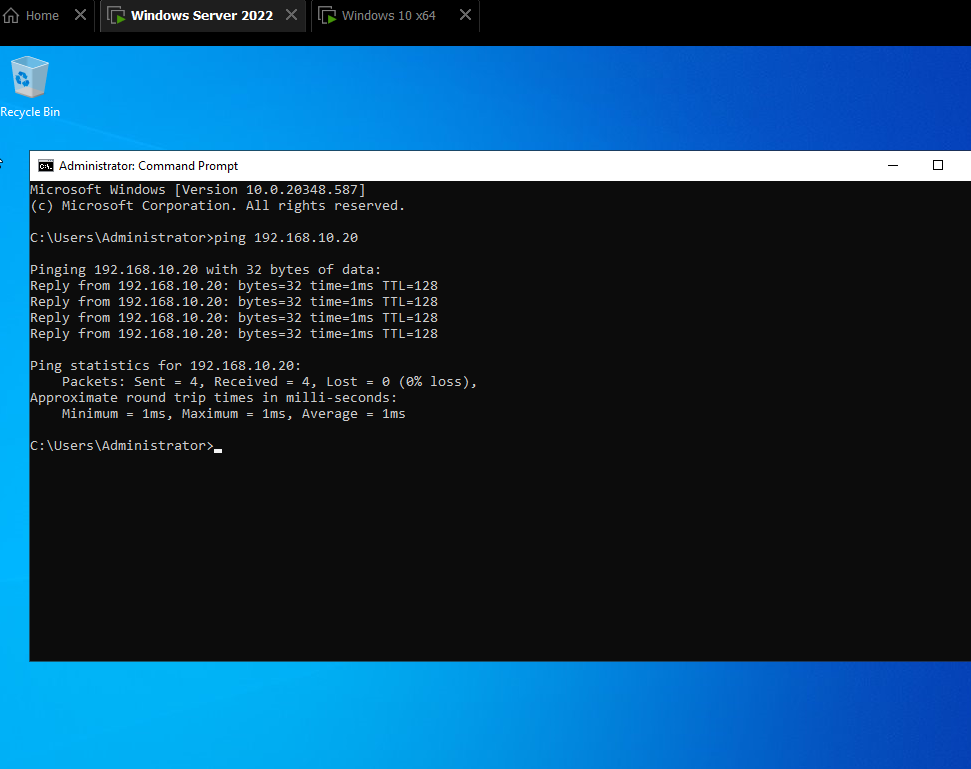 Home
Windows Server 2022
Windows 10 x64
Recycle Bin
Administrator: Command Prompt
Microsoft Windows [Version 10.0.20348.587]
(c) Microsoft Corporation. All rights reserved.
C:\Users\Administrator>ping 192.168.10.20
Pinging 192.168.10.20 with 32 bytes of data:
Reply from 192.168.10.20: bytes=32 time=1ms TTL=128
Reply from 192.168.10.20: bytes=32 time=1ms TTL=128
Reply from 192.168.10.20: bytes=32 time=1ms TTL=128
Reply from 192.168.10.20: bytes=32 time=1ms TTL=128
Ping statistics for 192.168.10.20:
    Packets: Sent = 4, Received = 4, Lost = 0 (0% loss),
Approximate round trip times in milli-seconds:
    Minimum = 1ms, Maximum = 1ms, Average = 1ms
C:\Users\Administrator>